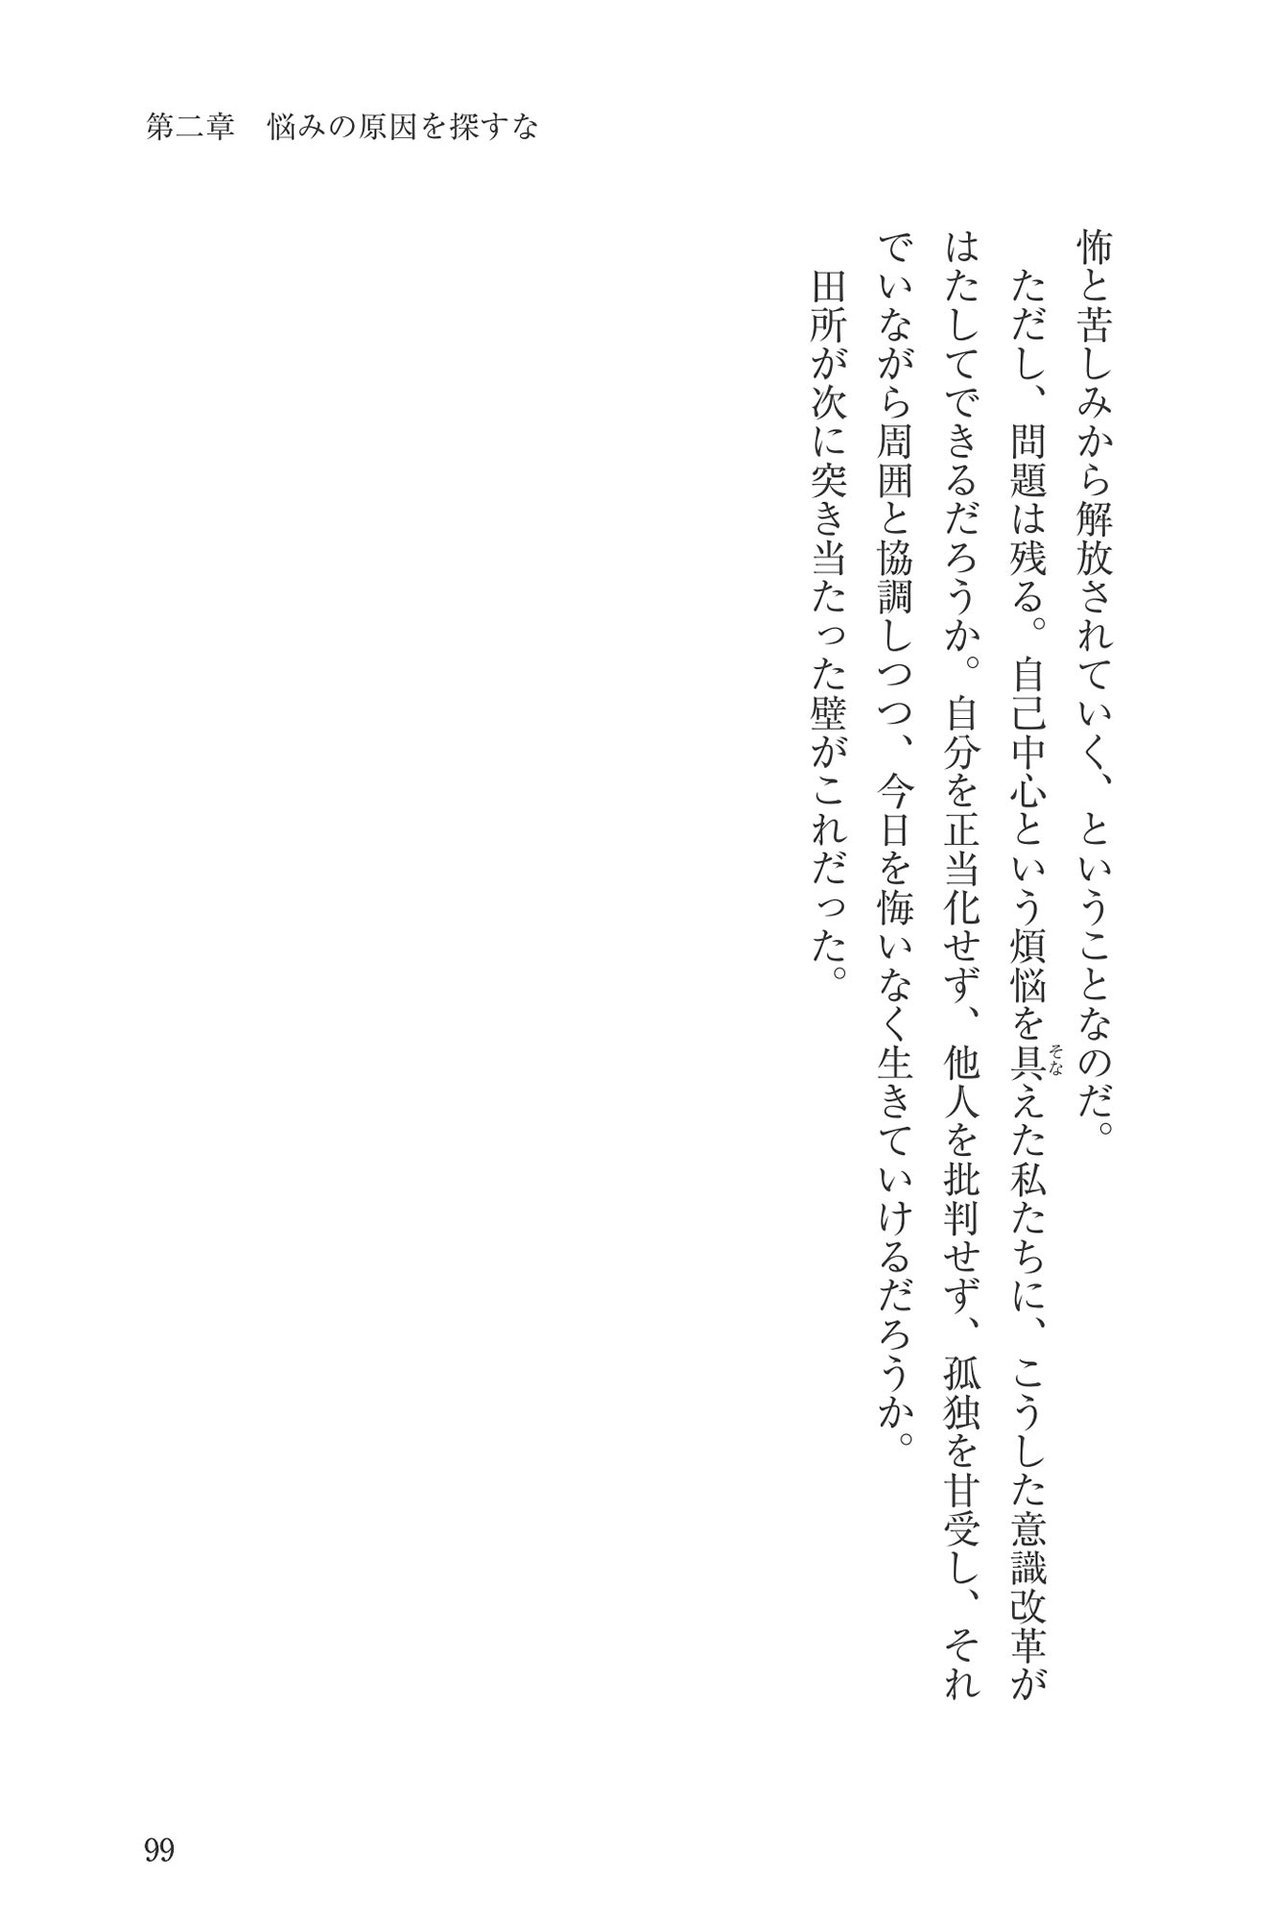 第二章　悩みの原因を探すな
怖と苦しみから解放されていく、ということなのだ。
　ただし、問題は残る。自己中心という煩悩を具えた私たちに、こうした意識改革が
そな
はたしてできるだろうか。自分を正当化せず、他人を批判せず、孤独を甘受し、それ
でいながら周囲と協調しつつ、今日を悔いなく生きていけるだろうか。
　田所が次に突き当たった壁がこれだった。
99